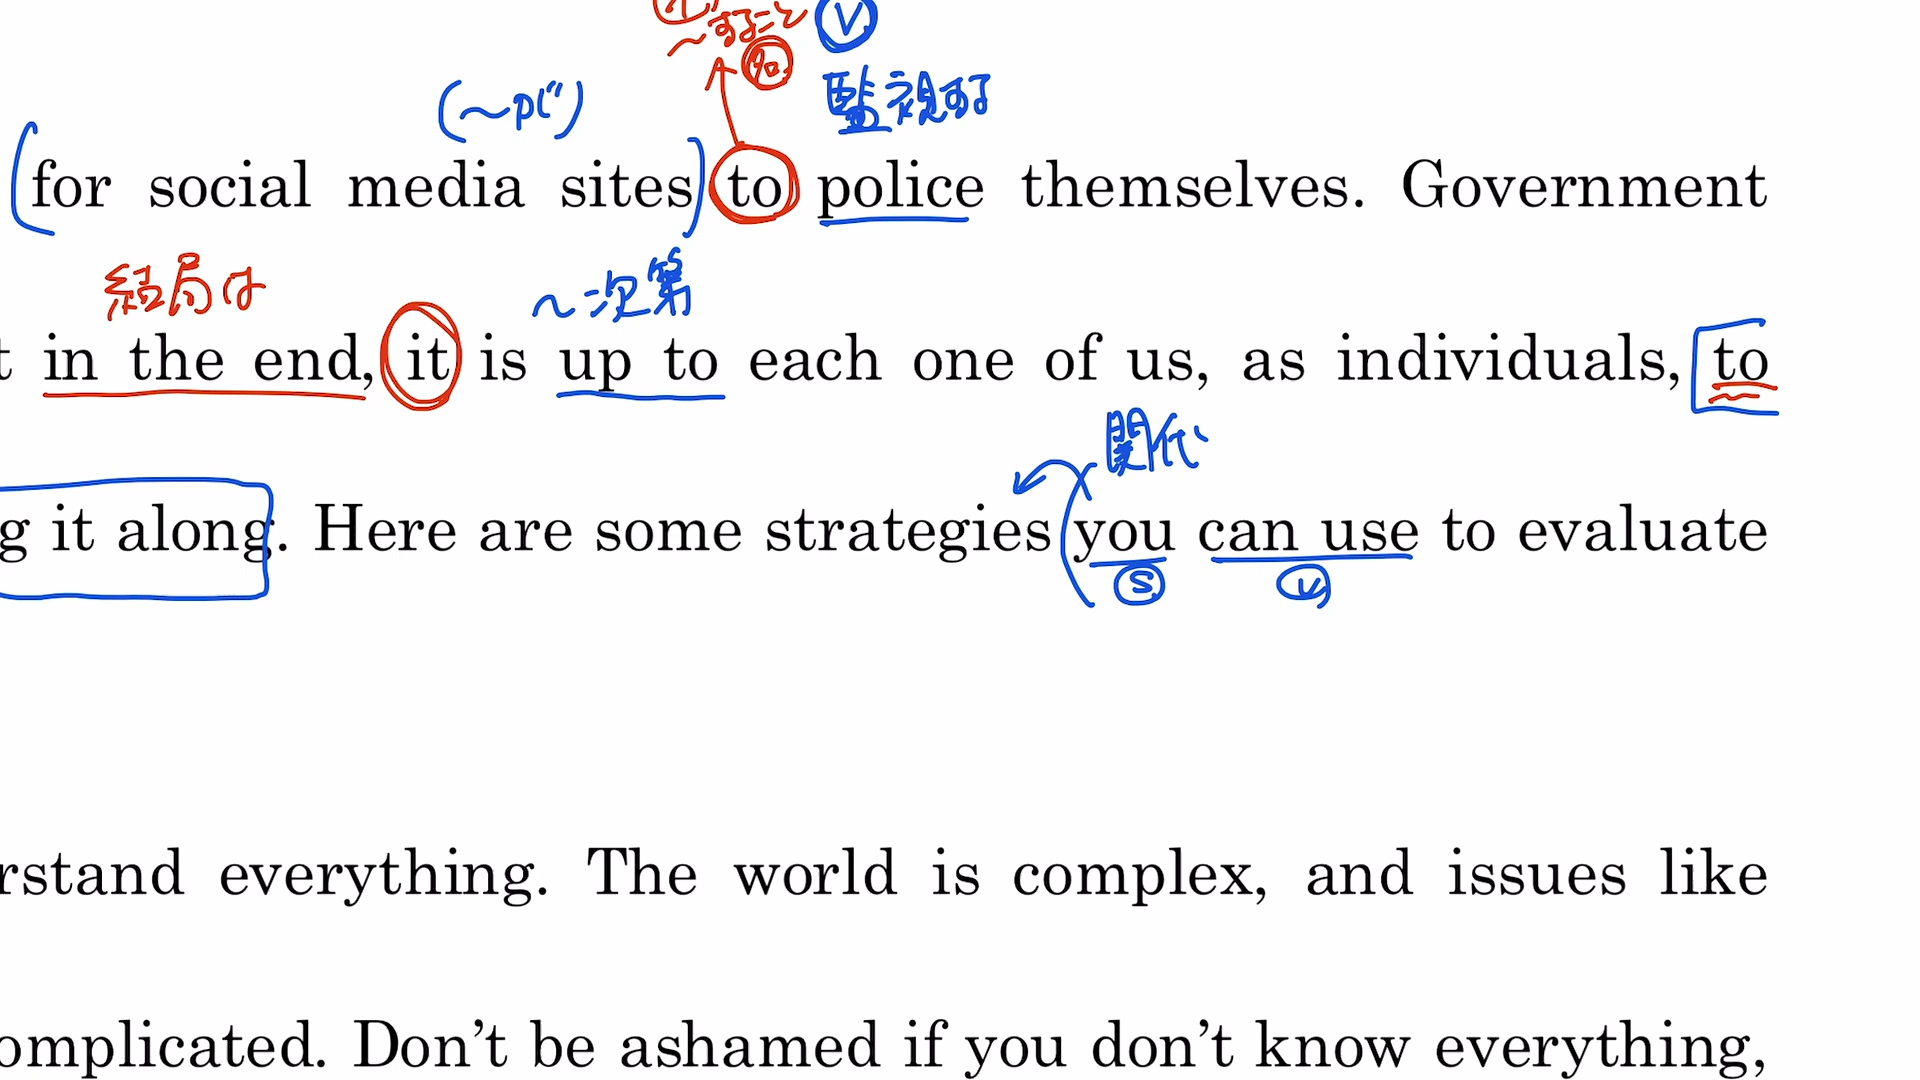 ~すること Ⓥ
㊔
(~が) 監視する
for social media sites) to police themselves. Government
結局は ~次第
t in the end, it is up to each one of us, as individuals, to
関代
g it along. Here are some strategies (you can use to evaluate
Ⓢ Ⓥ
rstand everything. The world is complex, and issues like
omplicated. Don't be ashamed if you don't know everything,